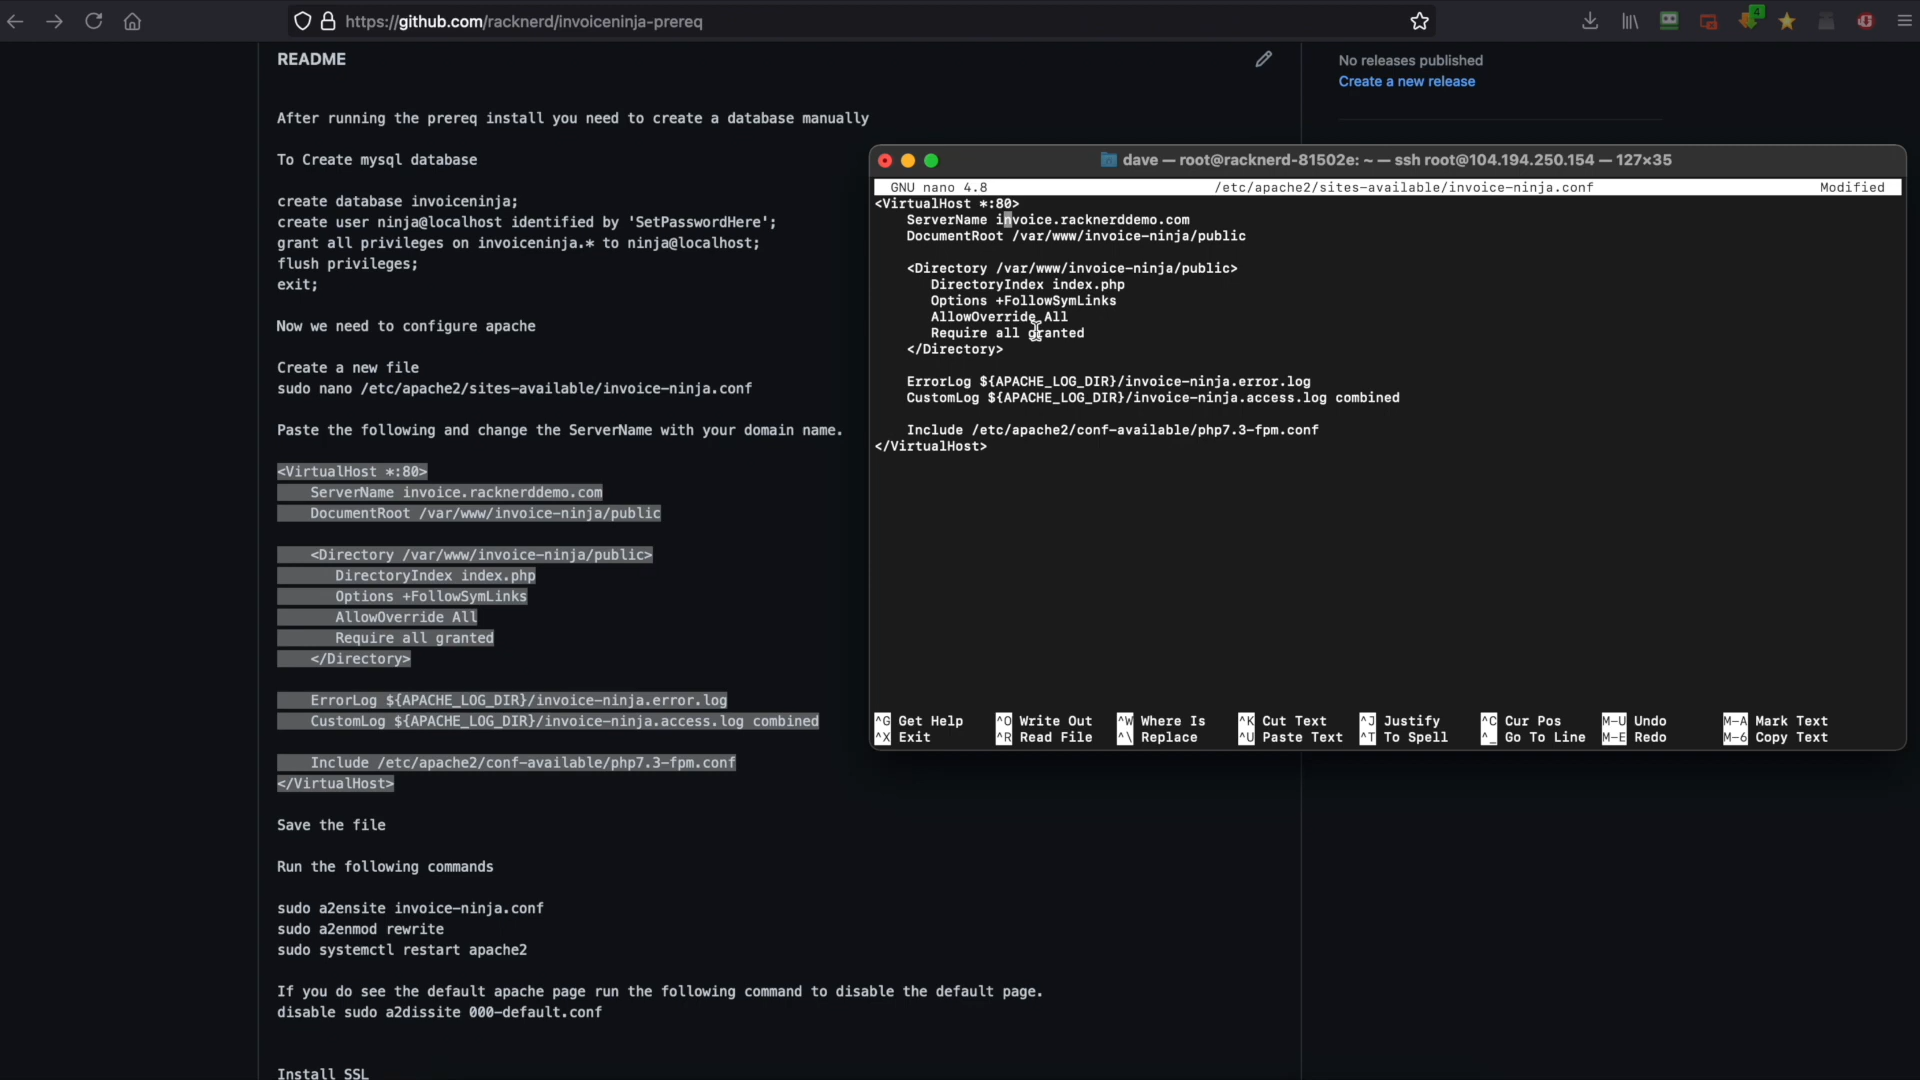 https://github.com/racknerd/invoiceninja-prereq
4
README
After running the prereq install you need to create a database manually
To Create mysql database
create database invoiceninja;
create user ninja@localhost identified by 'SetPasswordHere';
grant all privileges on invoiceninja.* to ninja@localhost;
flush privileges;
exit;
Now we need to configure apache
Create a new file
sudo nano /etc/apache2/sites-available/invoice-ninja.conf
Paste the following and change the ServerName with your domain name.
<VirtualHost *:80>
    ServerName invoice.racknerddemo.com
    DocumentRoot /var/www/invoice-ninja/public
    <Directory /var/www/invoice-ninja/public>
       DirectoryIndex index.php
       Options +FollowSymLinks
       AllowOverride All
       Require all granted
    </Directory>
    ErrorLog ${APACHE_LOG_DIR}/invoice-ninja.error.log
    CustomLog ${APACHE_LOG_DIR}/invoice-ninja.access.log combined
    Include /etc/apache2/conf-available/php7.3-fpm.conf
</VirtualHost>
Save the file
Run the following commands
sudo a2ensite invoice-ninja.conf
sudo a2enmod rewrite
sudo systemctl restart apache2
If you do see the default apache page run the following command to disable the default page.
disable sudo a2dissite 000-default.conf
Install SSL
No releases published
Create a new release
dave — root@racknerd-81502e: ~ — ssh root@104.194.250.154 — 127×35
GNU nano 4.8 /etc/apache2/sites-available/invoice-ninja.conf Modified
<VirtualHost *:80>
    ServerName invoice.racknerddemo.com
    DocumentRoot /var/www/invoice-ninja/public
    <Directory /var/www/invoice-ninja/public>
       DirectoryIndex index.php
       Options +FollowSymLinks
       AllowOverride All
       Require all granted
    </Directory>
    ErrorLog ${APACHE_LOG_DIR}/invoice-ninja.error.log
    CustomLog ${APACHE_LOG_DIR}/invoice-ninja.access.log combined
    Include /etc/apache2/conf-available/php7.3-fpm.conf
</VirtualHost>
^G Get Help ^O Write Out ^W Where Is ^K Cut Text ^J Justify ^C Cur Pos M-U Undo M-A Mark Text
^X Exit ^R Read File ^\ Replace ^U Paste Text ^T To Spell ^_ Go To Line M-E Redo M-6 Copy Text